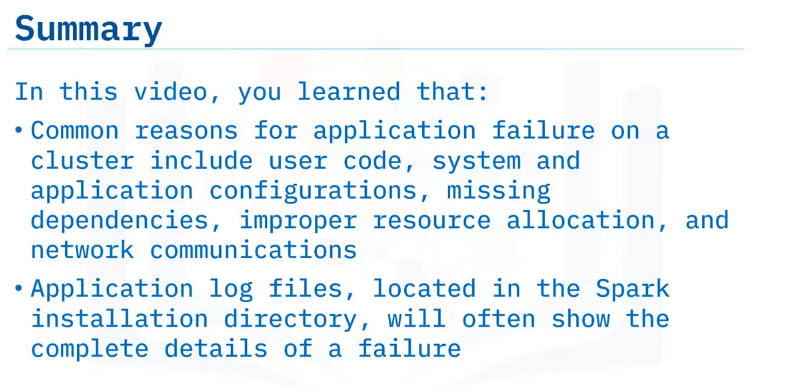 Summary
In this video, you learned that:
• Common reasons for application failure on a
cluster include user code, system and
application configurations, missing
dependencies, improper resource allocation, and
network communications
• Application log files, located in the Spark
installation directory, will often show the
complete details of a failure